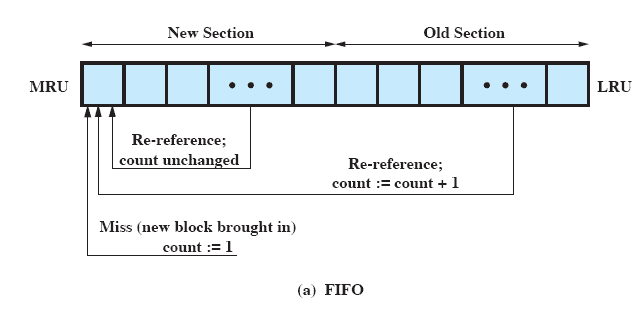 New Section
Old Section
MRU
• • •
• • •
LRU
Re-reference;
count unchanged
Re-reference;
count := count + 1
Miss (new block brought in)
count := 1
(a) FIFO